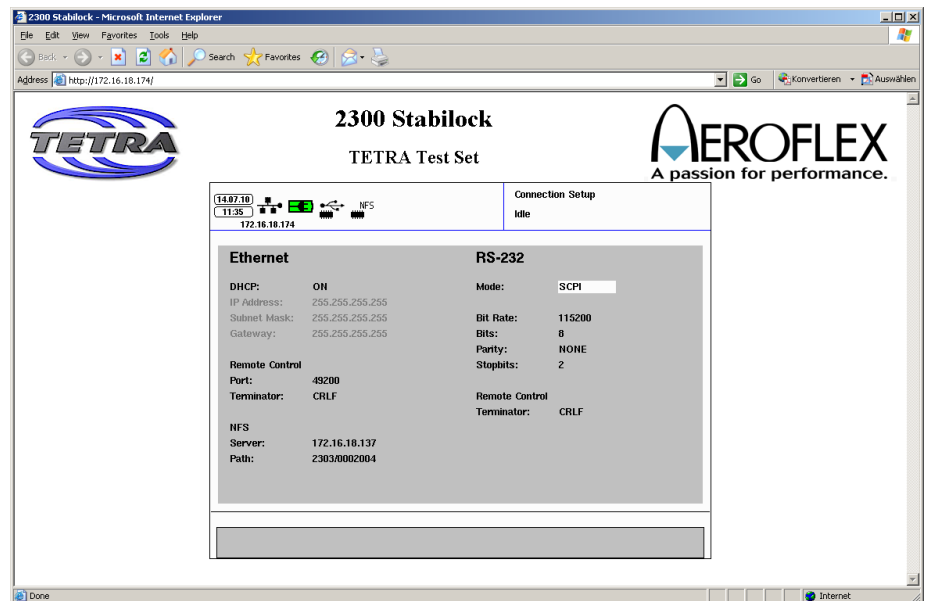 2300 Stabilock - Microsoft Internet Explorer
File Edit View Favorites Tools Help
Back Search Favorites
Address http://172.16.18.174/ Go Konvertieren Auswählen
TETRA
2300 Stabilock
TETRA Test Set
AEROFLEX
A passion for performance.
14.07.10
11:35
NFS
172.16.18.174
Connection Setup
Idle
Ethernet
DHCP: ON
IP Address: 255.255.255.255
Subnet Mask: 255.255.255.255
Gateway: 255.255.255.255
Remote Control
Port: 49200
Terminator: CRLF
NFS
Server: 172.16.18.137
Path: 2303/0002004
RS-232
Mode: SCPI
Bit Rate: 115200
Bits: 8
Parity: NONE
Stopbits: 2
Remote Control
Terminator: CRLF
Done Internet